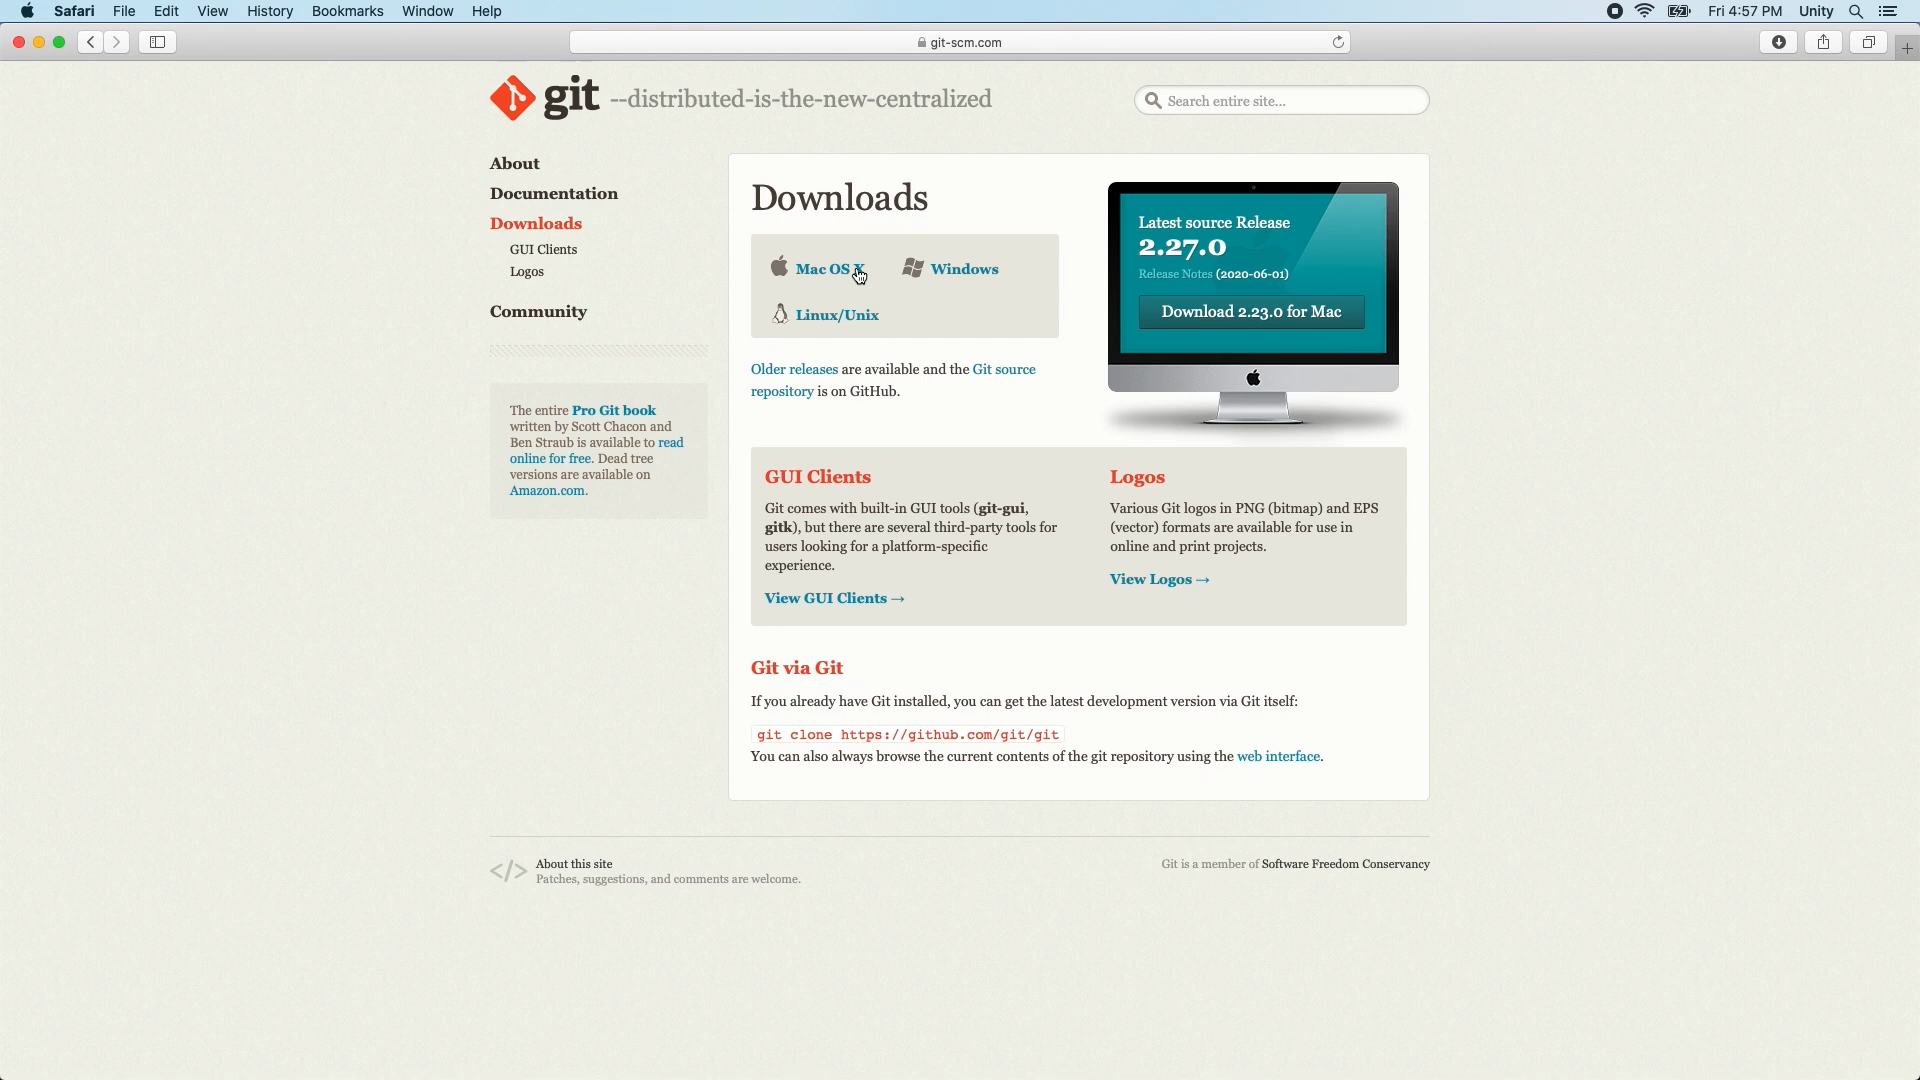 Safari File Edit View History Bookmarks Window Help
Fri 4:57 PM Unity
git-scm.com
git --distributed-is-the-new-centralized
Search entire site...
About
Documentation
Downloads
GUI Clients
Logos
Community
The entire Pro Git book
written by Scott Chacon and
Ben Straub is available to read
online for free. Dead tree
versions are available on
Amazon.com.
Downloads
Mac OS X
Windows
Linux/Unix
Older releases are available and the Git source
repository is on GitHub.
Latest source Release
2.27.0
Release Notes (2020-06-01)
Download 2.23.0 for Mac
GUI Clients
Git comes with built-in GUI tools (git-gui,
gitk), but there are several third-party tools for
users looking for a platform-specific
experience.
View GUI Clients →
Logos
Various Git logos in PNG (bitmap) and EPS
(vector) formats are available for use in
online and print projects.
View Logos →
Git via Git
If you already have Git installed, you can get the latest development version via Git itself:
git clone https://github.com/git/git
You can also always browse the current contents of the git repository using the web interface.
</> About this site
Patches, suggestions, and comments are welcome.
Git is a member of Software Freedom Conservancy